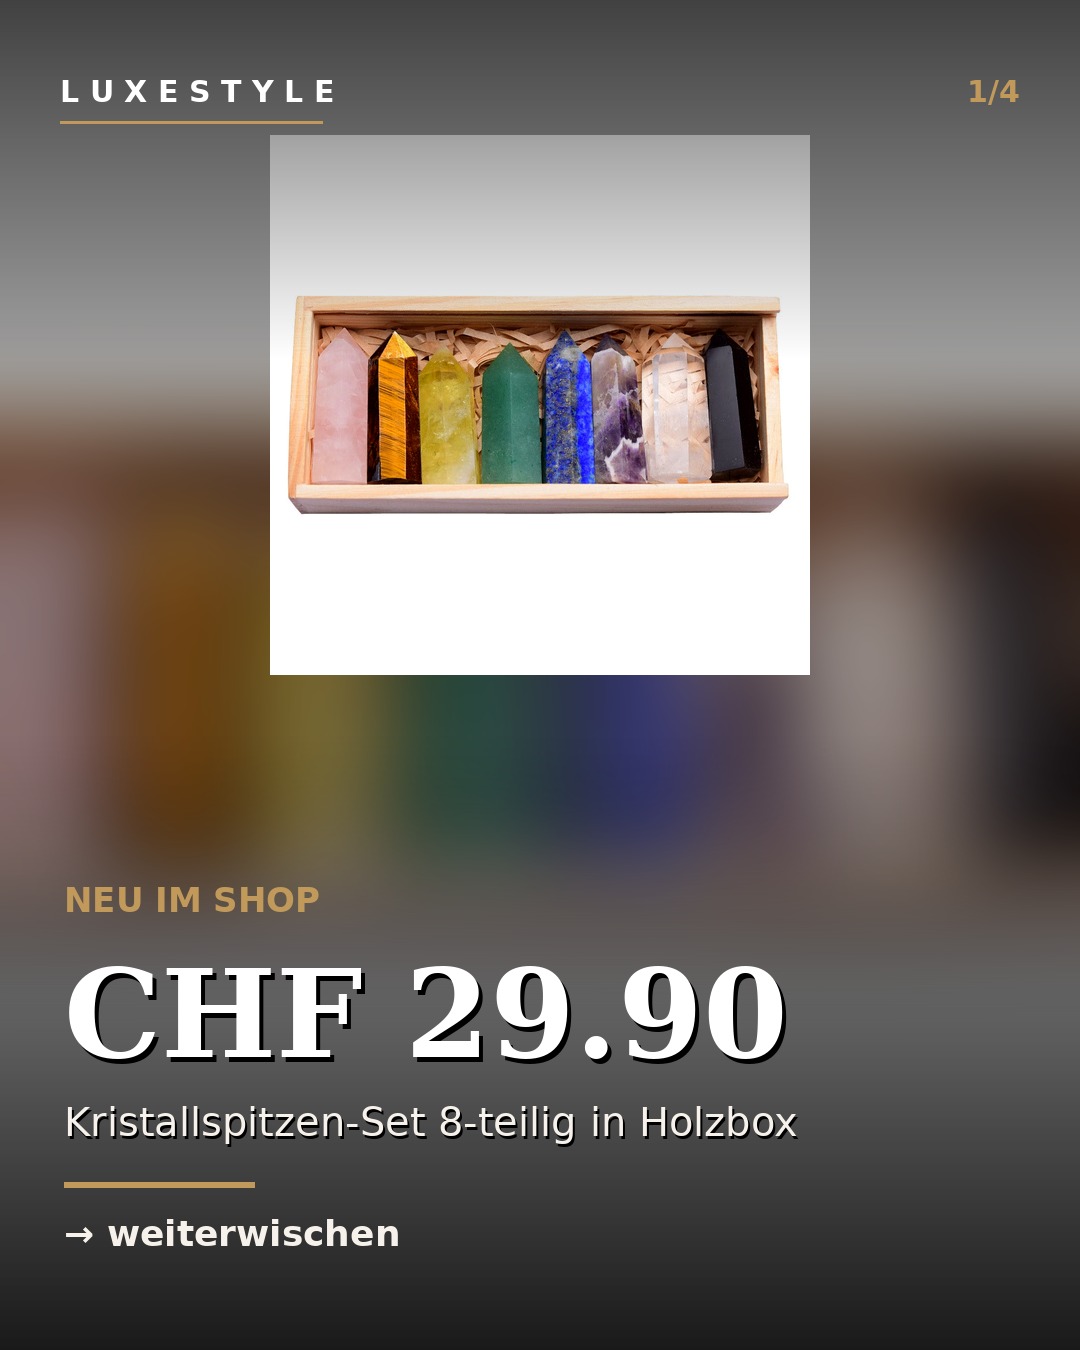 LUXESTYLE
1/4
NEU IM SHOP
CHF 29.90
Kristallspitzen-Set 8-teilig in Holzbox
→ weiterwischen